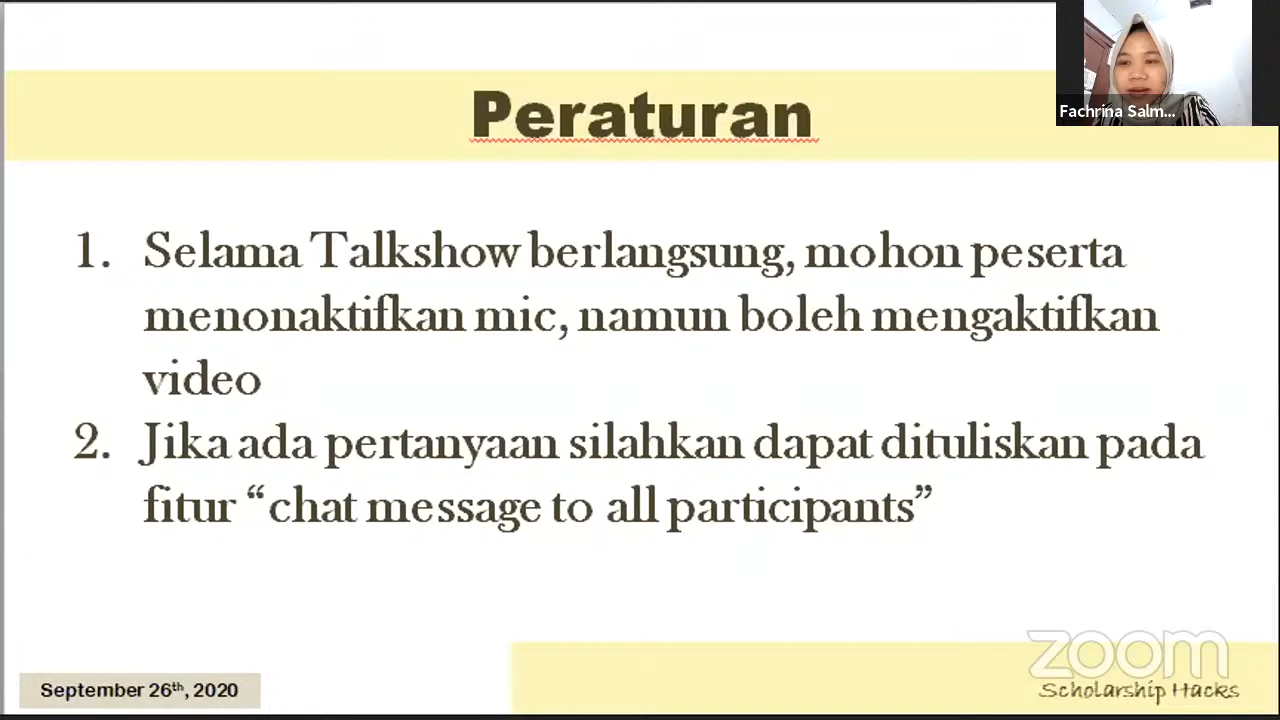 Peraturan
Fachrina Salm...
1. Selama Talkshow berlangsung, mohon peserta
menonaktifkan mic, namun boleh mengaktifkan
video
2. Jika ada pertanyaan silahkan dapat dituliskan pada
fitur “chat message to all participants”
zoom
September 26th, 2020
Scholarship Hacks